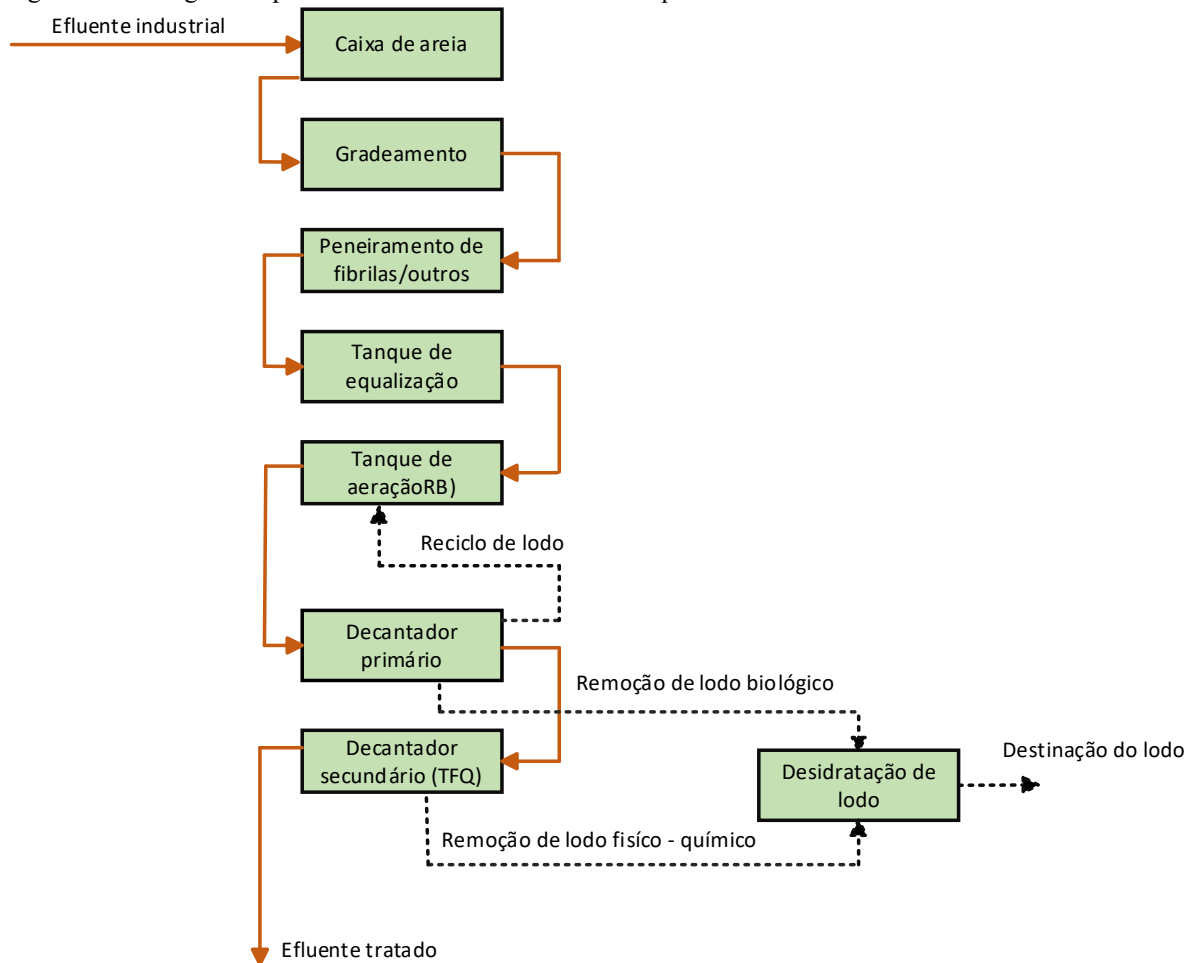 Efluente industrial
Caixa de areia
Gradeamento
Peneiramento de
fibrilas/outros
Tanque de
equalização
Tanque de
aeraçãoRB)
Reciclo de lodo
Decantador
primário
Remoção de lodo biológico
Decantador
secundário (TFQ)
Destinação do lodo
Desidratação de
lodo
Remoção de lodo fisíco - químico
Efluente tratado